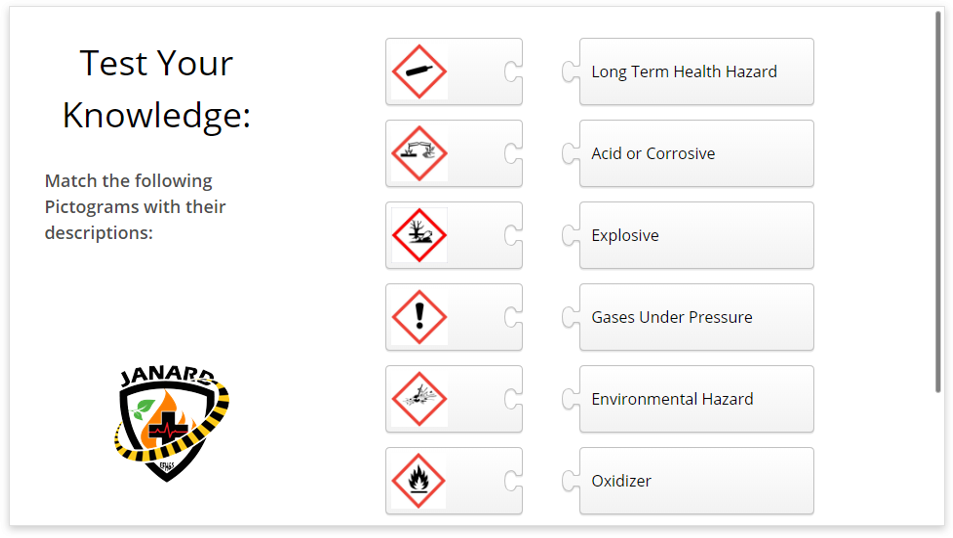 Test Your
Knowledge:
Match the following
Pictograms with their
descriptions:
JANARD
Long Term Health Hazard
Acid or Corrosive
Explosive
Gases Under Pressure
Environmental Hazard
Oxidizer